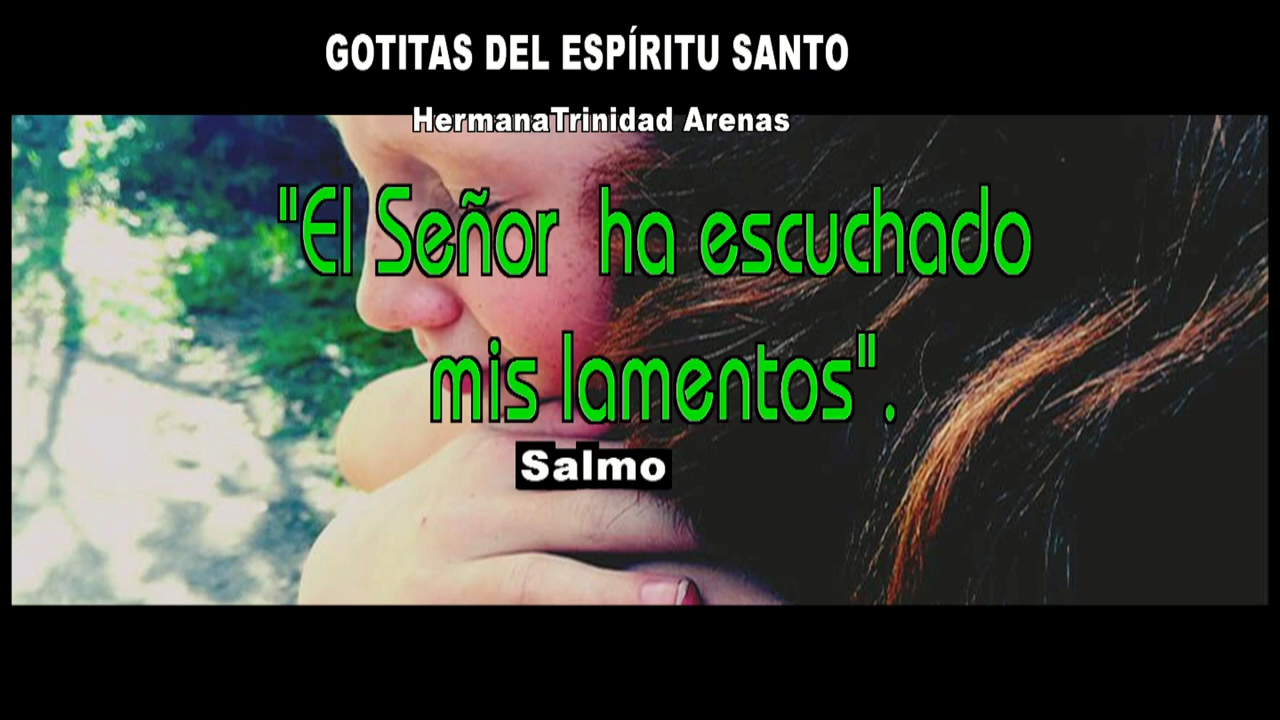 GOTITAS DEL ESPÍRITU SANTO
HermanaTrinidad Arenas
"El Señor ha escuchado
mis lamentos".
Salmo